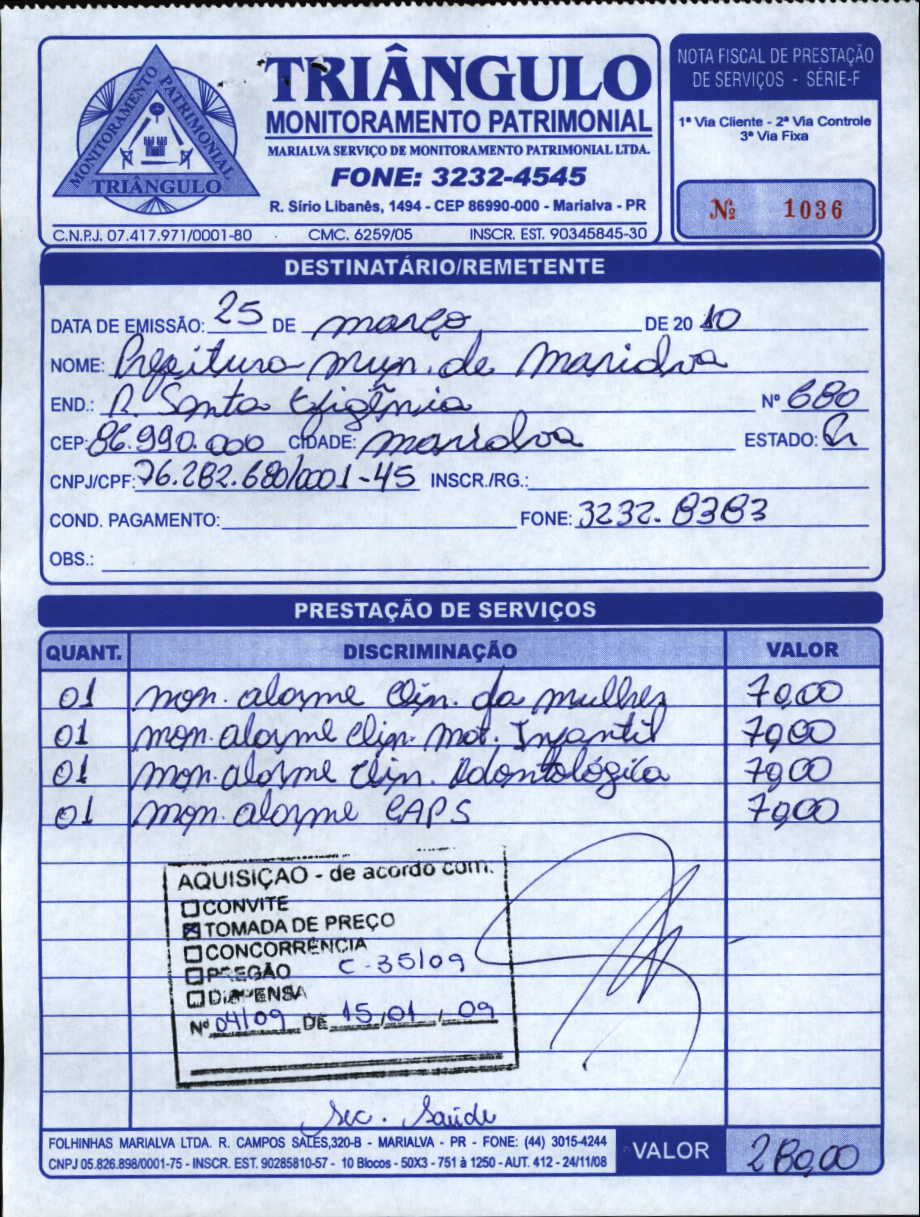 MONITORAMENTO PATRIMONIAL
TRIÂNGULO
TRIÂNGULO
MONITORAMENTO PATRIMONIAL
MARIALVA SERVIÇO DE MONITORAMENTO PATRIMONIAL LTDA.
FONE: 3232-4545
R. Sírio Libanês, 1494 - CEP 86990-000 - Marialva - PR
C.N.P.J. 07.417.971/0001-80 CMC. 6259/05 INSCR. EST. 90345845-30
NOTA FISCAL DE PRESTAÇÃO
DE SERVIÇOS - SÉRIE-F
1ª Via Cliente - 2ª Via Controle
3ª Via Fixa
Nº 1036
DESTINATÁRIO/REMETENTE
DATA DE EMISSÃO: 25 DE março DE 20 10
NOME: Prefeitura Mun. de Marialva
END.: R. Santa Efigênia Nº 680
CEP: 86.990.000 CIDADE: Marialva ESTADO: Pr
CNPJ/CPF: 76.282.680/0001-45 INSCR./RG.:
COND. PAGAMENTO: FONE: 3232.8383
OBS.:
PRESTAÇÃO DE SERVIÇOS
QUANT. DISCRIMINAÇÃO VALOR
01 mon. alarme Clin. da mulher 70,00
01 mon. alarme Clin. Mat. Infantil 70,00
01 mon. alarme Clin. Odontológica 70,00
01 mon. alarme CAPS 70,00
AQUISIÇÃO - de acordo com.
CONVITE
TOMADA DE PREÇO
CONCORRÊNCIA
PREGÃO C-35/09
DISPENSA
Nº 04/09 DE 15/01/09
Sec. Saúde
FOLHINHAS MARIALVA LTDA. R. CAMPOS SALES,320-B - MARIALVA - PR - FONE: (44) 3015-4244
CNPJ 05.826.898/0001-75 - INSCR. EST. 90285810-57 - 10 Blocos - 50X3 - 751 à 1250 - AUT. 412 - 24/11/08
VALOR 280,00